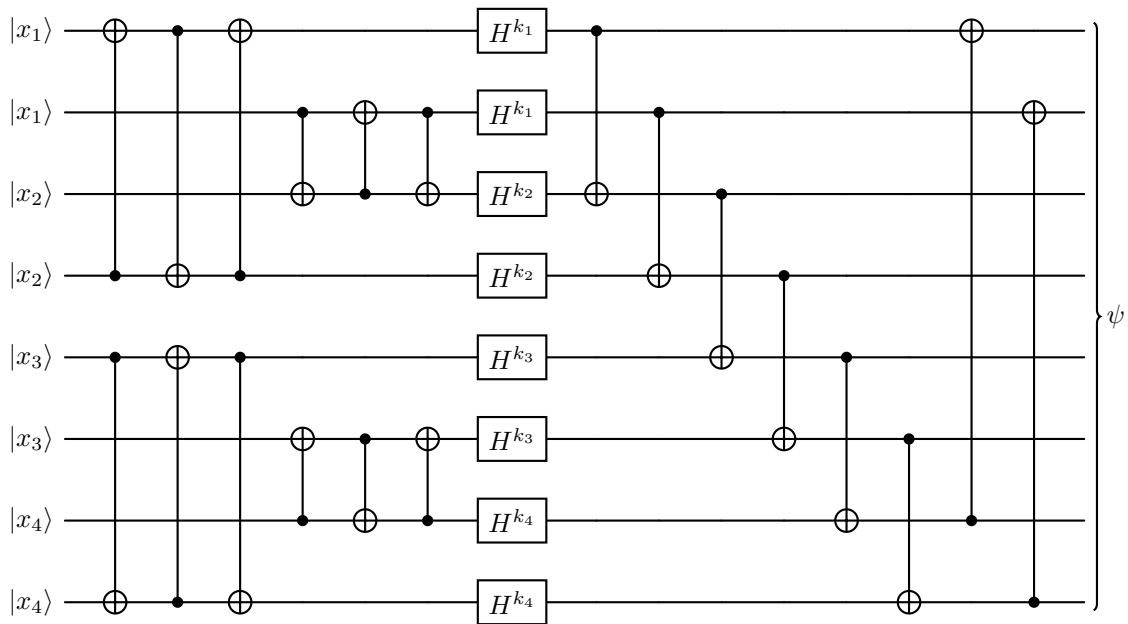 |x₁⟩ H^{k₁}
|x₁⟩ H^{k₁}
|x₂⟩ H^{k₂}
|x₂⟩ H^{k₂}
ψ
|x₃⟩ H^{k₃}
|x₃⟩ H^{k₃}
|x₄⟩ H^{k₄}
|x₄⟩ H^{k₄}